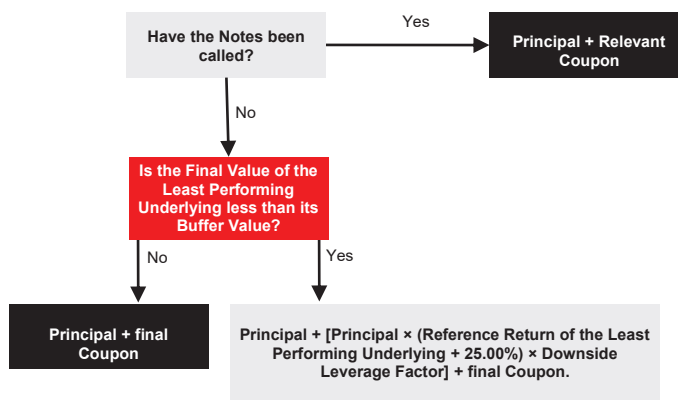 Have the Notes been
called?
Yes
Principal + Relevant
Coupon
No
Is the Final Value of the
Least Performing
Underlying less than its
Buffer Value?
No
Yes
Principal + final
Coupon
Principal + [Principal × (Reference Return of the Least
Performing Underlying + 25.00%) × Downside
Leverage Factor] + final Coupon.